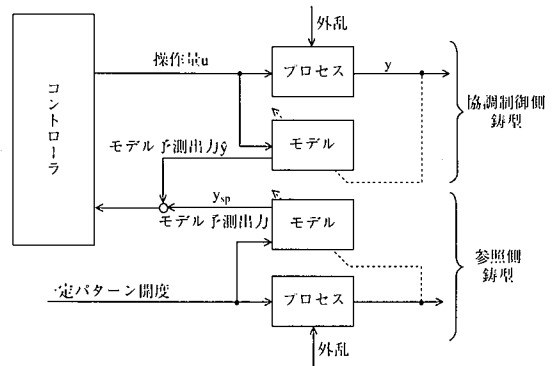 外乱
操作量u
プロセス
y
協調制御側
鋳型
コントローラ
モデル
モデル予測出力ŷ
ysp
モデル予測出力
モデル
参照側
鋳型
一定パターン開度
プロセス
外乱